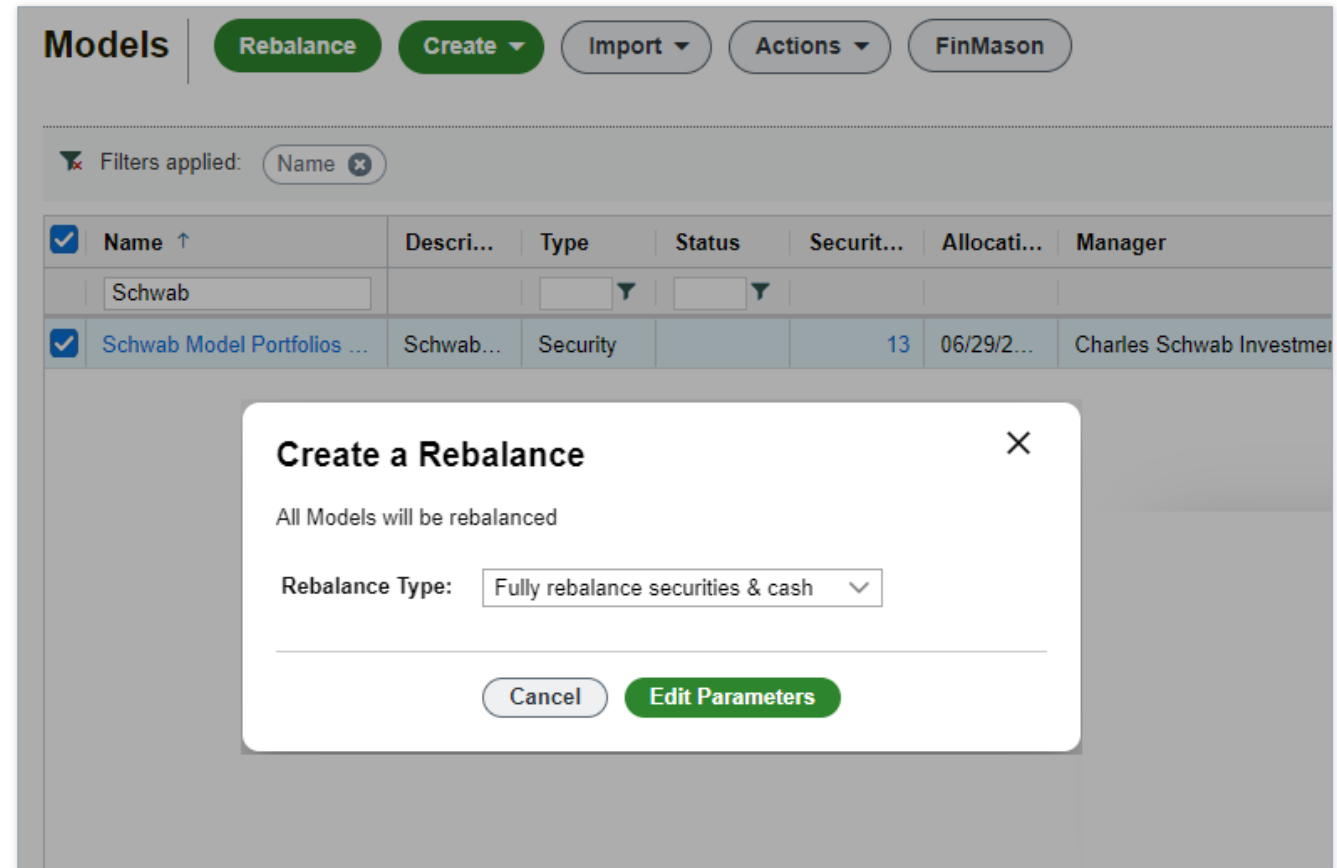 Models Rebalance Create Import Actions FinMason
Filters applied: Name
Name ↑ Descri... Type Status Securit... Allocati... Manager
Schwab
Schwab Model Portfolios ... Schwab... Security 13 06/29/2... Charles Schwab Investmer
Create a Rebalance
All Models will be rebalanced
Rebalance Type: Fully rebalance securities & cash
Cancel Edit Parameters